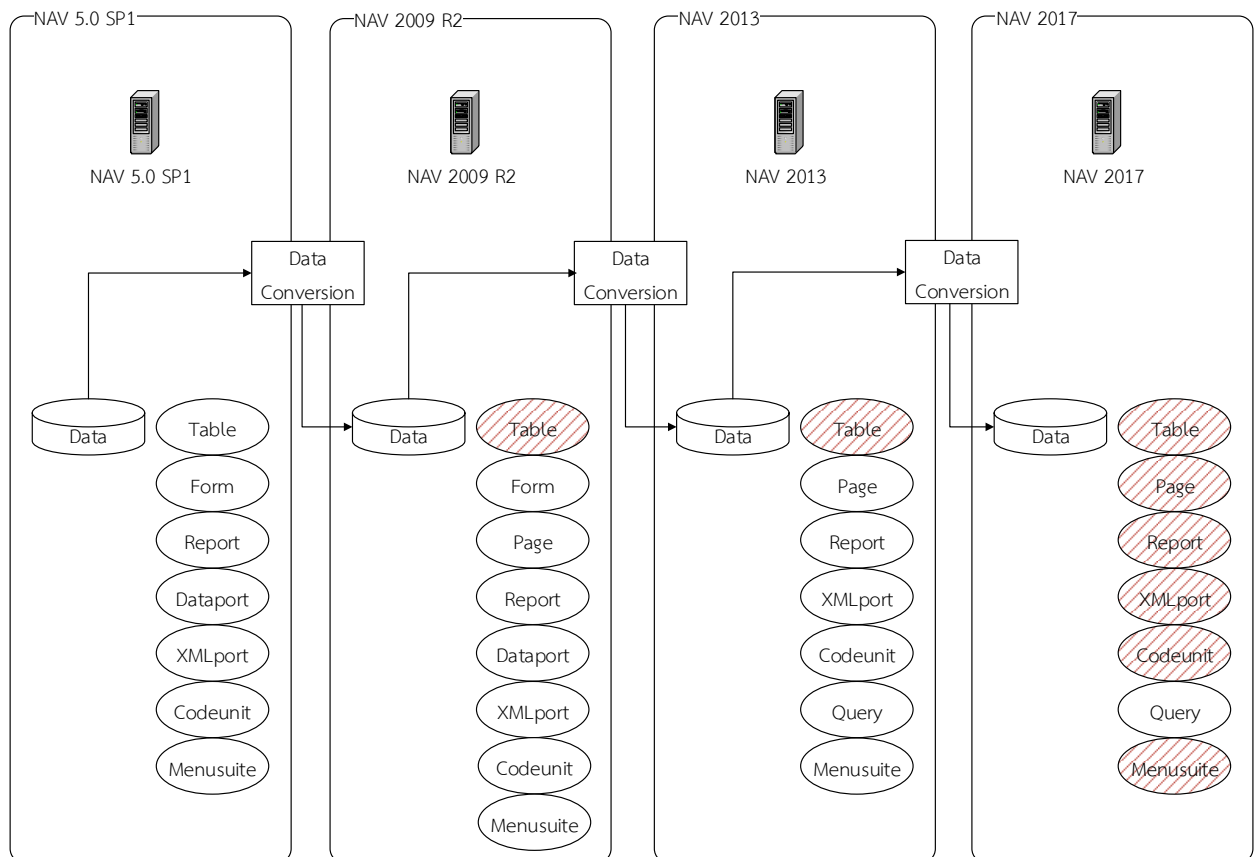 NAV 5.0 SP1
NAV 2009 R2
NAV 2013
NAV 2017
NAV 5.0 SP1
NAV 2009 R2
NAV 2013
NAV 2017
Data
Conversion
Data
Conversion
Data
Conversion
Data
Table
Form
Report
Dataport
XMLport
Codeunit
Menusuite
Data
Table
Form
Page
Report
Dataport
XMLport
Codeunit
Menusuite
Data
Table
Page
Report
XMLport
Codeunit
Query
Menusuite
Data
Table
Page
Report
XMLport
Codeunit
Query
Menusuite